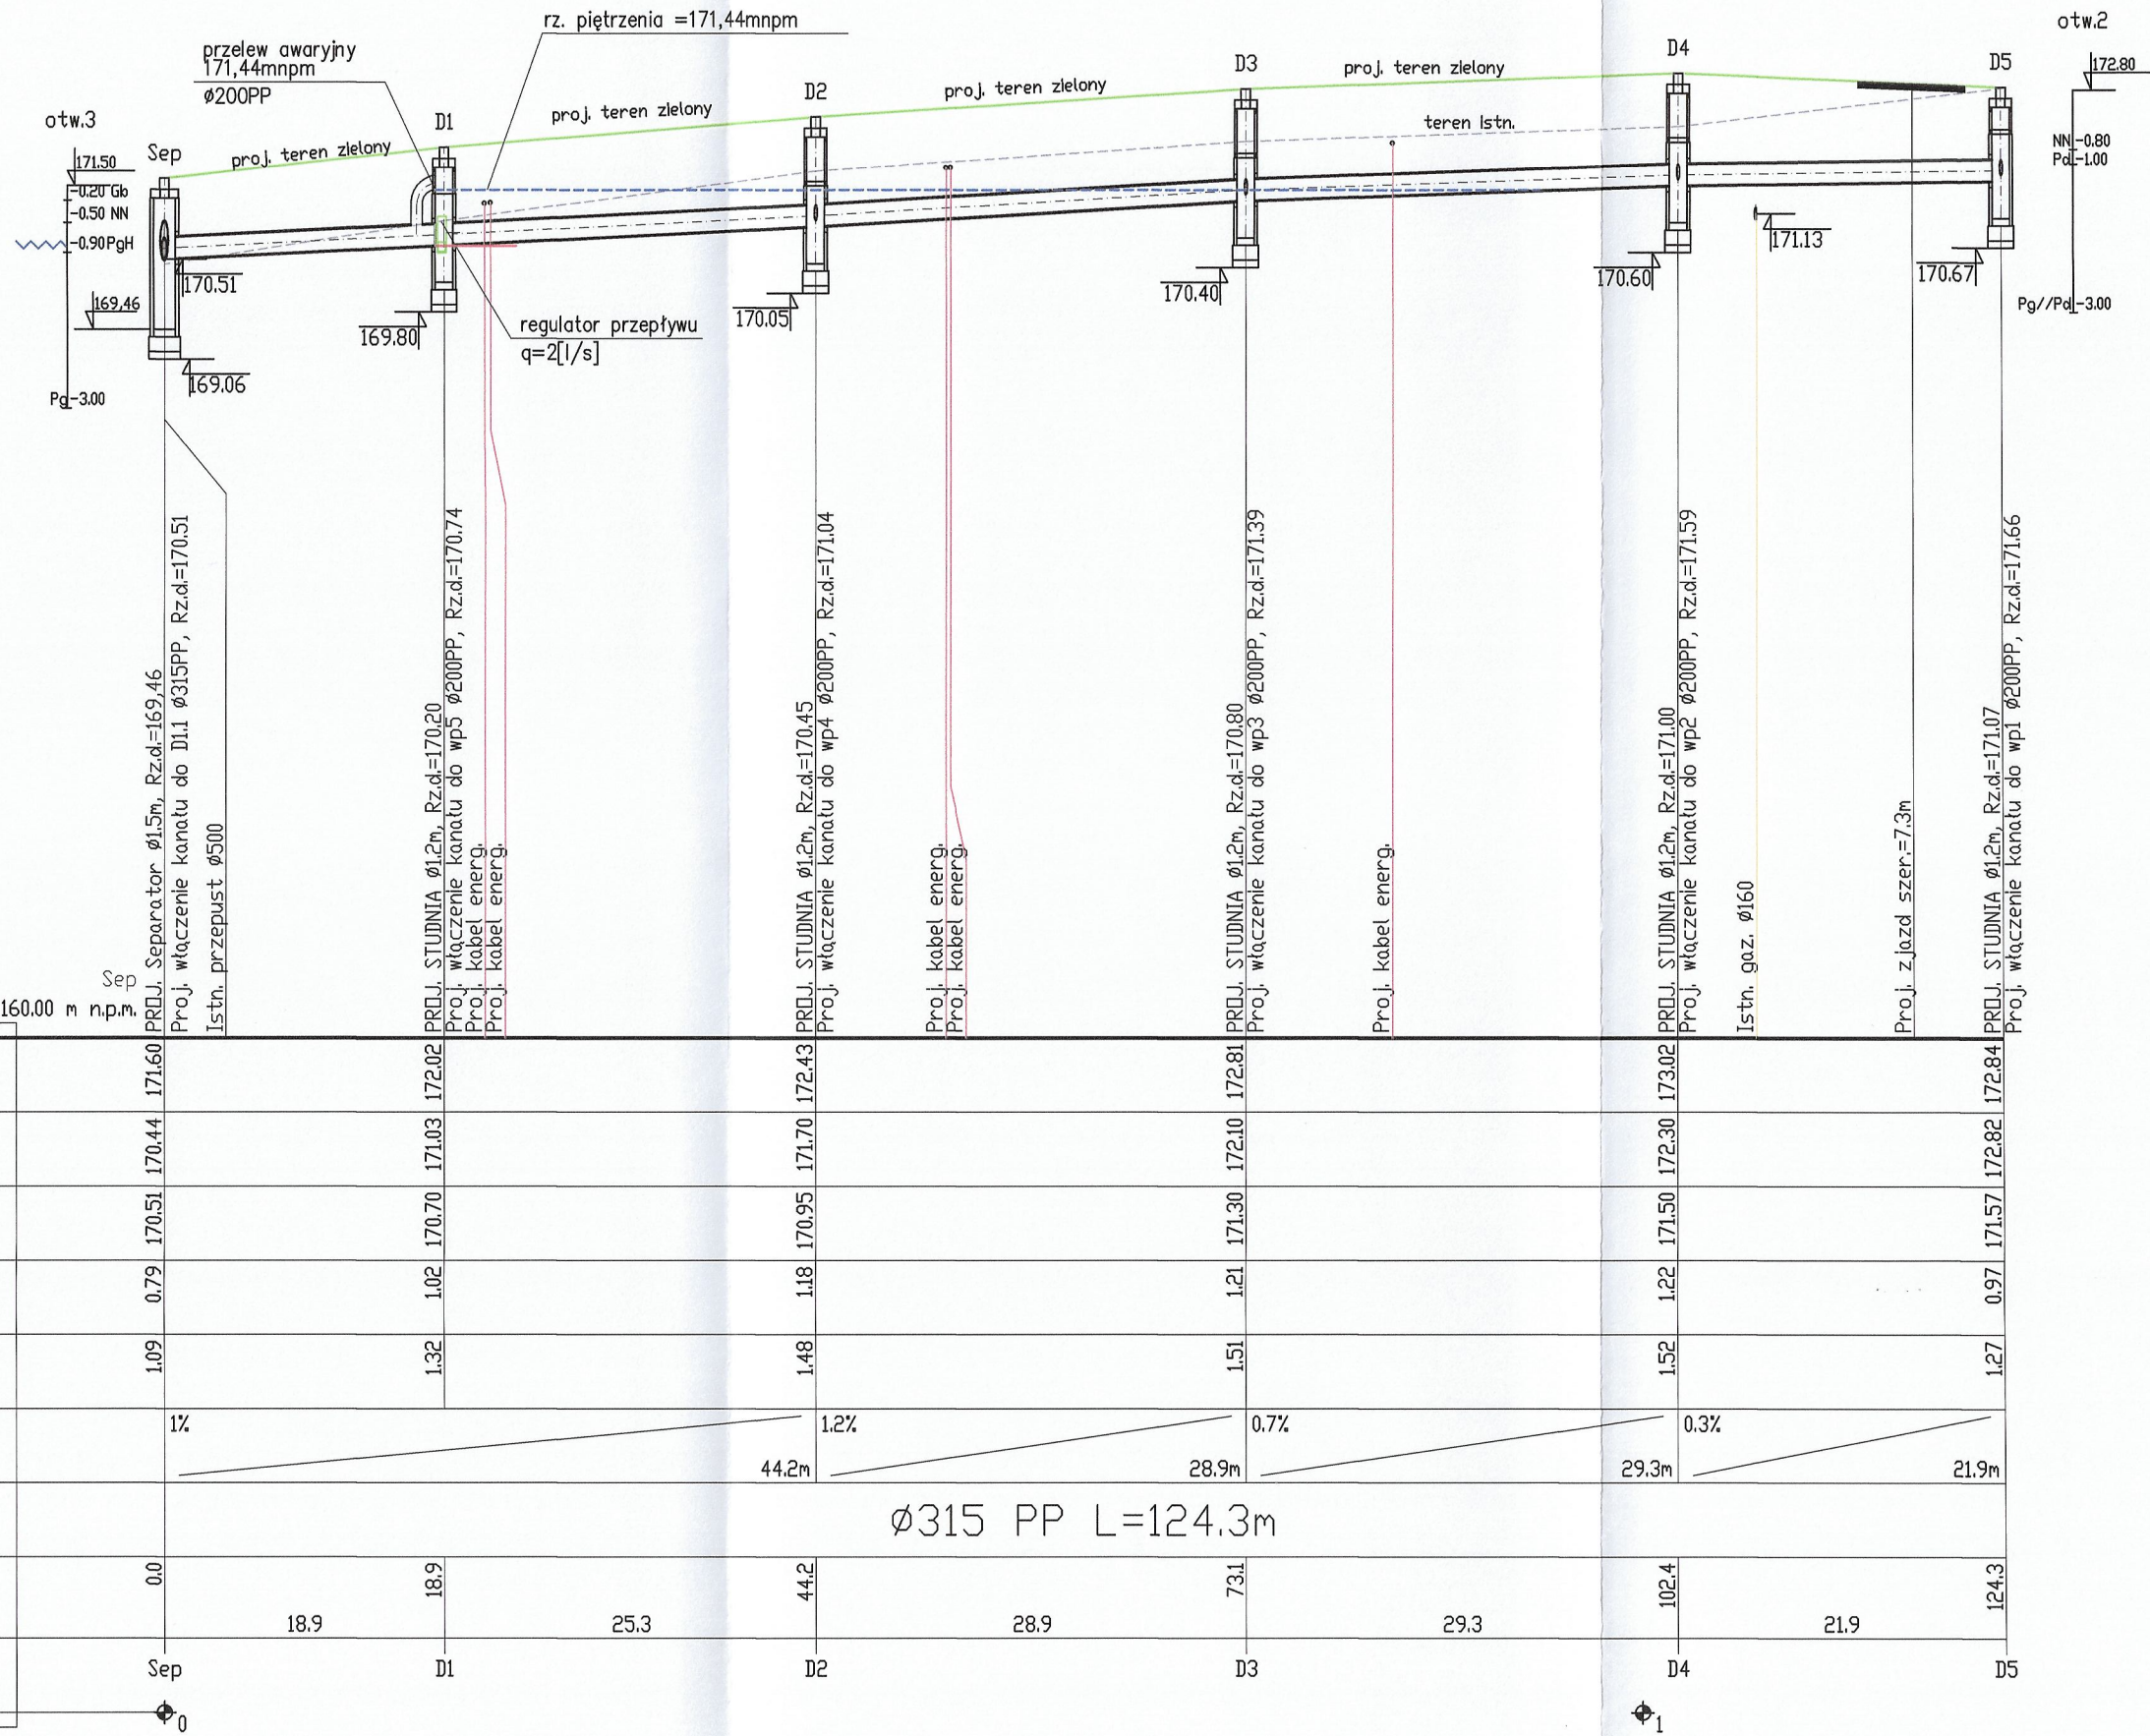 rz. piętrzenia =171,44mnpm
przelew awaryjny
171,44mnpm
ø200PP
otw.3
171.50
-0.20 Gb
-0.50 NN
-0.90PgH
169,46
Pg -3.00
Sep
proj. teren zielony
D1
proj. teren zielony
D2
proj. teren zielony
D3
proj. teren zielony
D4
D5
otw.2
172.80
NN -0.80
Pd -1.00
Pg//Pd -3.00
teren istn.
170.51
169.06
169.80
regulator przepływu
q=2[l/s]
170.05
170.40
170.60
171.13
170.67
Sep
160.00 m n.p.m.
PROJ. Separator ø1.5m, Rz.d.=169,46
Proj. włączenie kanału do D1.1 ø315PP, Rz.d.=170.51
Istn. przepust ø500
PROJ. STUDNIA ø1.2m, Rz.d.=170.20
Proj. włączenie kanału do wp5 ø200PP, Rz.d.=170.74
Proj. kabel energ.
Proj. kabel energ.
PROJ. STUDNIA ø1.2m, Rz.d.=170.45
Proj. włączenie kanału do wp4 ø200PP, Rz.d.=171.04
Proj. kabel energ.
Proj. kabel energ.
PROJ. STUDNIA ø1.2m, Rz.d.=170.80
Proj. włączenie kanału do wp3 ø200PP, Rz.d.=171.39
Proj. kabel energ.
PROJ. STUDNIA ø1.2m, Rz.d.=171.00
Proj. włączenie kanału do wp2 ø200PP, Rz.d.=171.59
Istn. gaz. ø160
Proj. zjazd szer.=7.3m
PROJ. STUDNIA ø1.2m, Rz.d.=171.07
Proj. włączenie kanału do wp1 ø200PP, Rz.d.=171.66
171.60 172.02 172.43 172.81 173.02 172.84
170.44 171.03 171.70 172.10 172.30 172.82
170.51 170.70 170.95 171.30 171.50 171.57
0.79 1.02 1.18 1.21 1.22 0.97
1.09 1.32 1.48 1.51 1.52 1.27
1% 1.2% 0.7% 0.3%
44.2m 28.9m 29.3m 21.9m
Ø315 PP L=124.3m
0.0 18.9 44.2 73.1 102.4 124.3
18.9 25.3 28.9 29.3 21.9
Sep D1 D2 D3 D4 D5
0 1